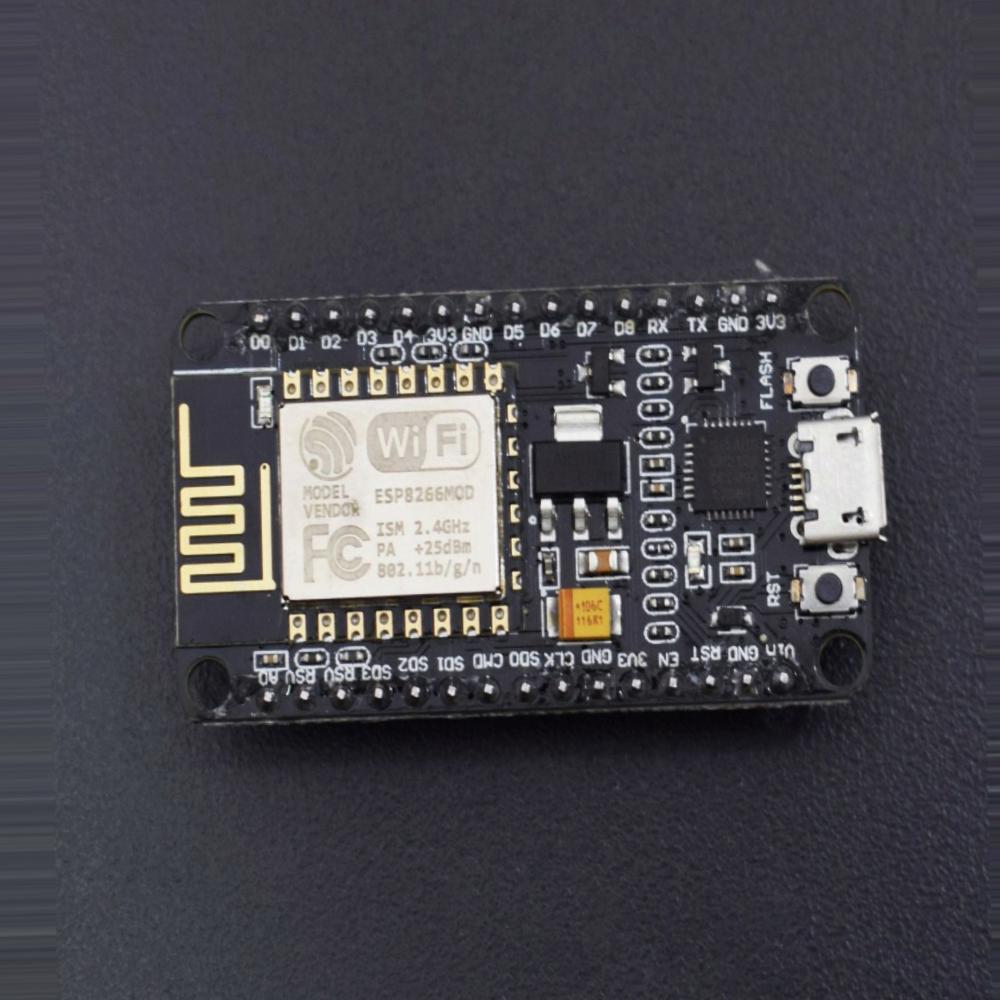 D0 D1 D2 D3 D4 3V3 GND D5 D6 D7 D8 RX TX GND 3V3
FLASH
WiFi
MODEL ESP8266MOD
VENDOR
ISM 2.4GHz
FC PA +25dBm
802.11b/g/n
RST
106C
A0 RSV RSV SD3 SD2 SD1 CMD SD0 CLK GND 3V3 EN RST GND Vin